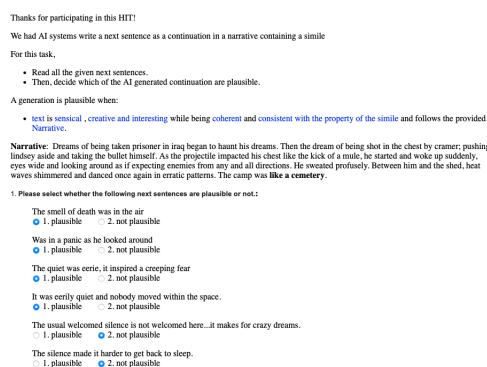 Thanks for participating in this HIT!
We had AI systems write a next sentence as a continuation in a narrative containing a simile
For this task,
• Read all the given next sentences.
• Then, decide which of the AI generated continuation are plausible.
A generation is plausible when:
• text is sensical , creative and interesting while being coherent and consistent with the property of the simile and follows the provided
Narrative.
Narrative: Dreams of being taken prisoner in iraq began to haunt his dreams. Then the dream of being shot in the chest by cramer; pushing
lindsey aside and taking the bullet himself. As the projectile impacted his chest like the kick of a mule, he started and woke up suddenly,
eyes wide and looking around as if expecting enemies from any and all directions. He sweated profusely. Between him and the shed, heat
waves shimmered and danced once again in erratic patterns. The camp was like a cemetery.
1. Please select whether the following next sentences are plausible or not.:
The smell of death was in the air
1. plausible 2. not plausible
Was in a panic as he looked around
1. plausible 2. not plausible
The quiet was eerie, it inspired a creeping fear
1. plausible 2. not plausible
It was eerily quiet and nobody moved within the space.
1. plausible 2. not plausible
The usual welcomed silence is not welcomed here...it makes for crazy dreams.
1. plausible 2. not plausible
The silence made it harder to get back to sleep.
1. plausible 2. not plausible